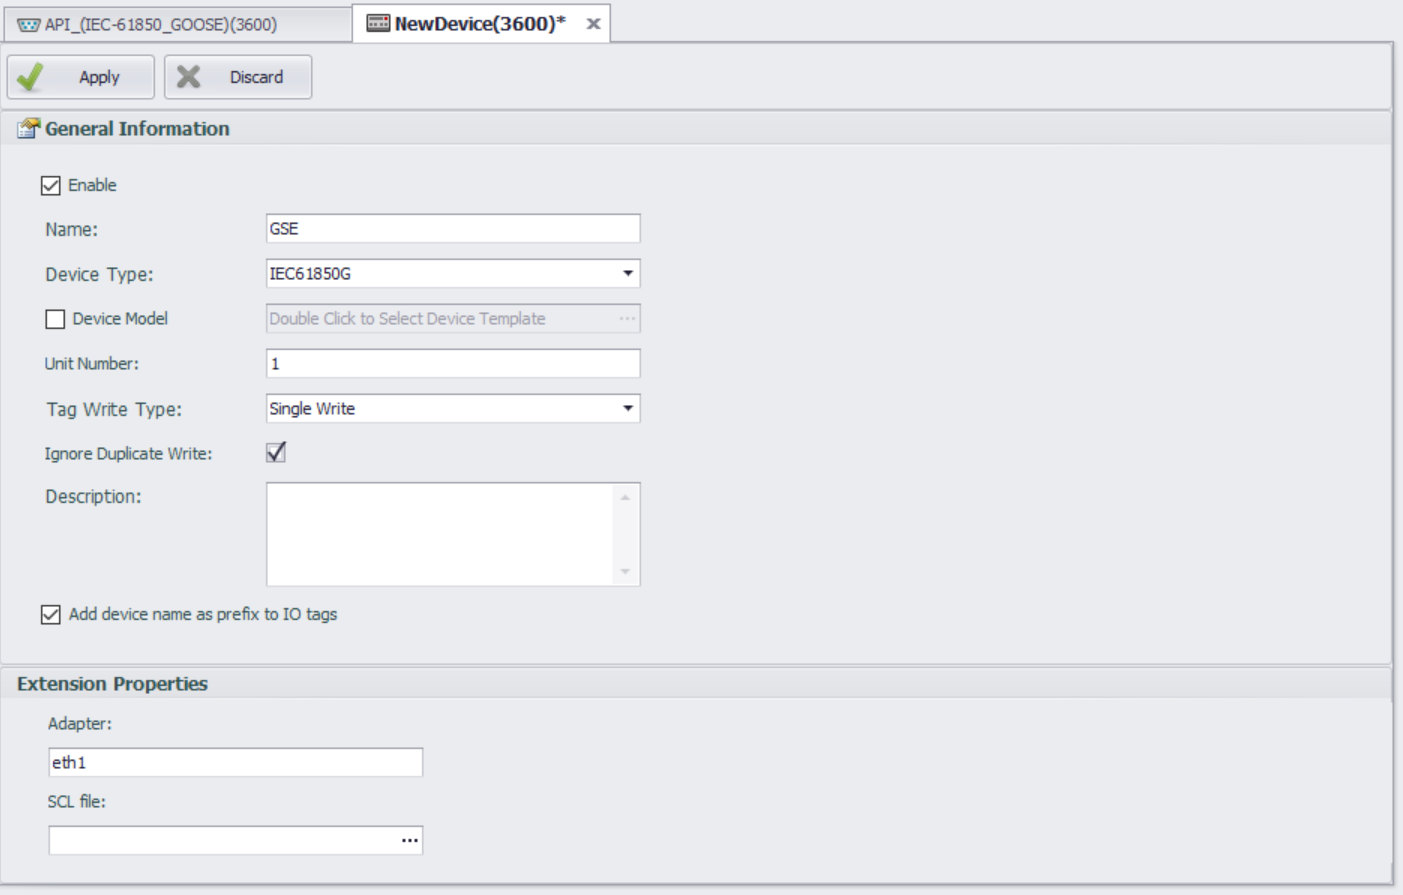 API_(IEC-61850_GOOSE)(3600)
NewDevice(3600)*
Apply
Discard
General Information
Enable
Name: GSE
Device Type: IEC61850G
Device Model Double Click to Select Device Template ...
Unit Number: 1
Tag Write Type: Single Write
Ignore Duplicate Write:
Description:
Add device name as prefix to IO tags
Extension Properties
Adapter:
eth1
SCL file:
...